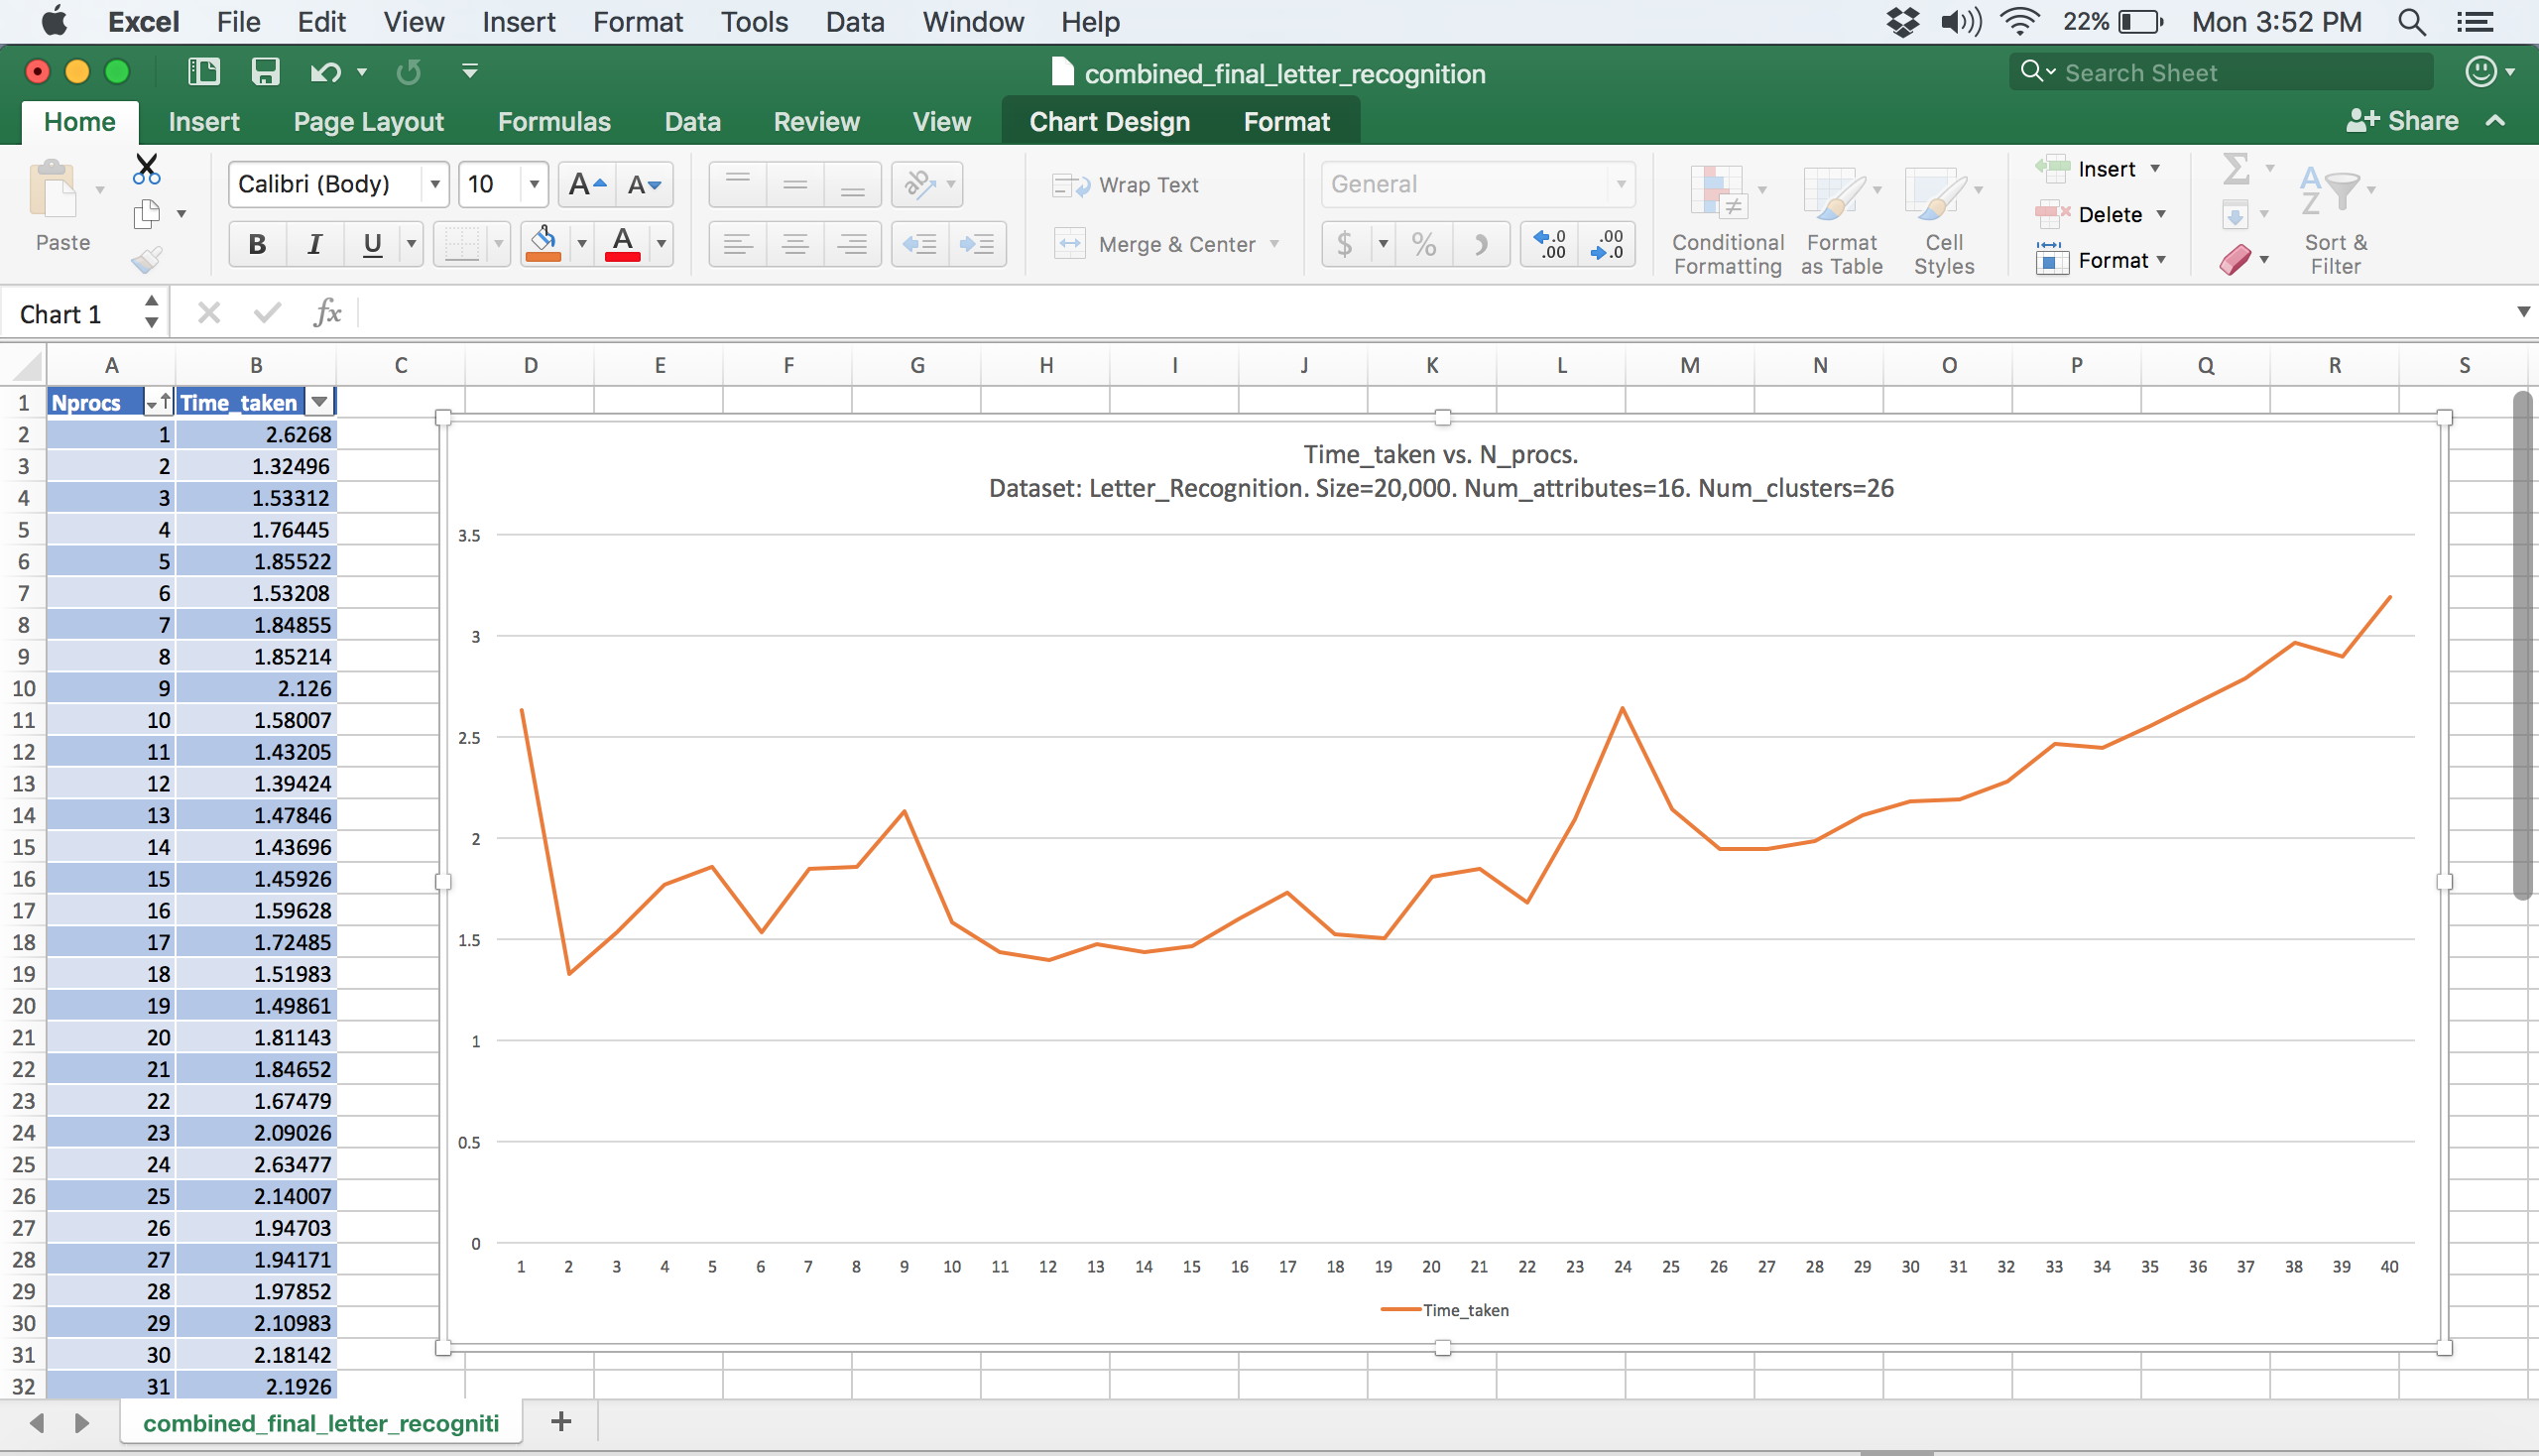 Excel File Edit View Insert Format Tools Data Window Help 22% Mon 3:52 PM
combined_final_letter_recognition
Search Sheet
Home Insert Page Layout Formulas Data Review View Chart Design Format Share
Calibri (Body) 10 A A Wrap Text General Insert
Paste B I U A Merge & Center $ % Conditional Formatting Format as Table Cell Styles Delete Format Sort & Filter
Chart 1 fx
A B C D E F G H I J K L M N O P Q R S
1 Nprocs Time_taken
2 1 2.6268
3 2 1.32496
4 3 1.53312
5 4 1.76445
6 5 1.85522
7 6 1.53208
8 7 1.84855
9 8 1.85214
10 9 2.126
11 10 1.58007
12 11 1.43205
13 12 1.39424
14 13 1.47846
15 14 1.43696
16 15 1.45926
17 16 1.59628
18 17 1.72485
19 18 1.51983
20 19 1.49861
21 20 1.81143
22 21 1.84652
23 22 1.67479
24 23 2.09026
25 24 2.63477
26 25 2.14007
27 26 1.94703
28 27 1.94171
29 28 1.97852
30 29 2.10983
31 30 2.18142
32 31 2.1926
Time_taken vs. N_procs.
Dataset: Letter_Recognition. Size=20,000. Num_attributes=16. Num_clusters=26
3.5
3
2.5
2
1.5
1
0.5
0
1 2 3 4 5 6 7 8 9 10 11 12 13 14 15 16 17 18 19 20 21 22 23 24 25 26 27 28 29 30 31 32 33 34 35 36 37 38 39 40
Time_taken
combined_final_letter_recogniti +